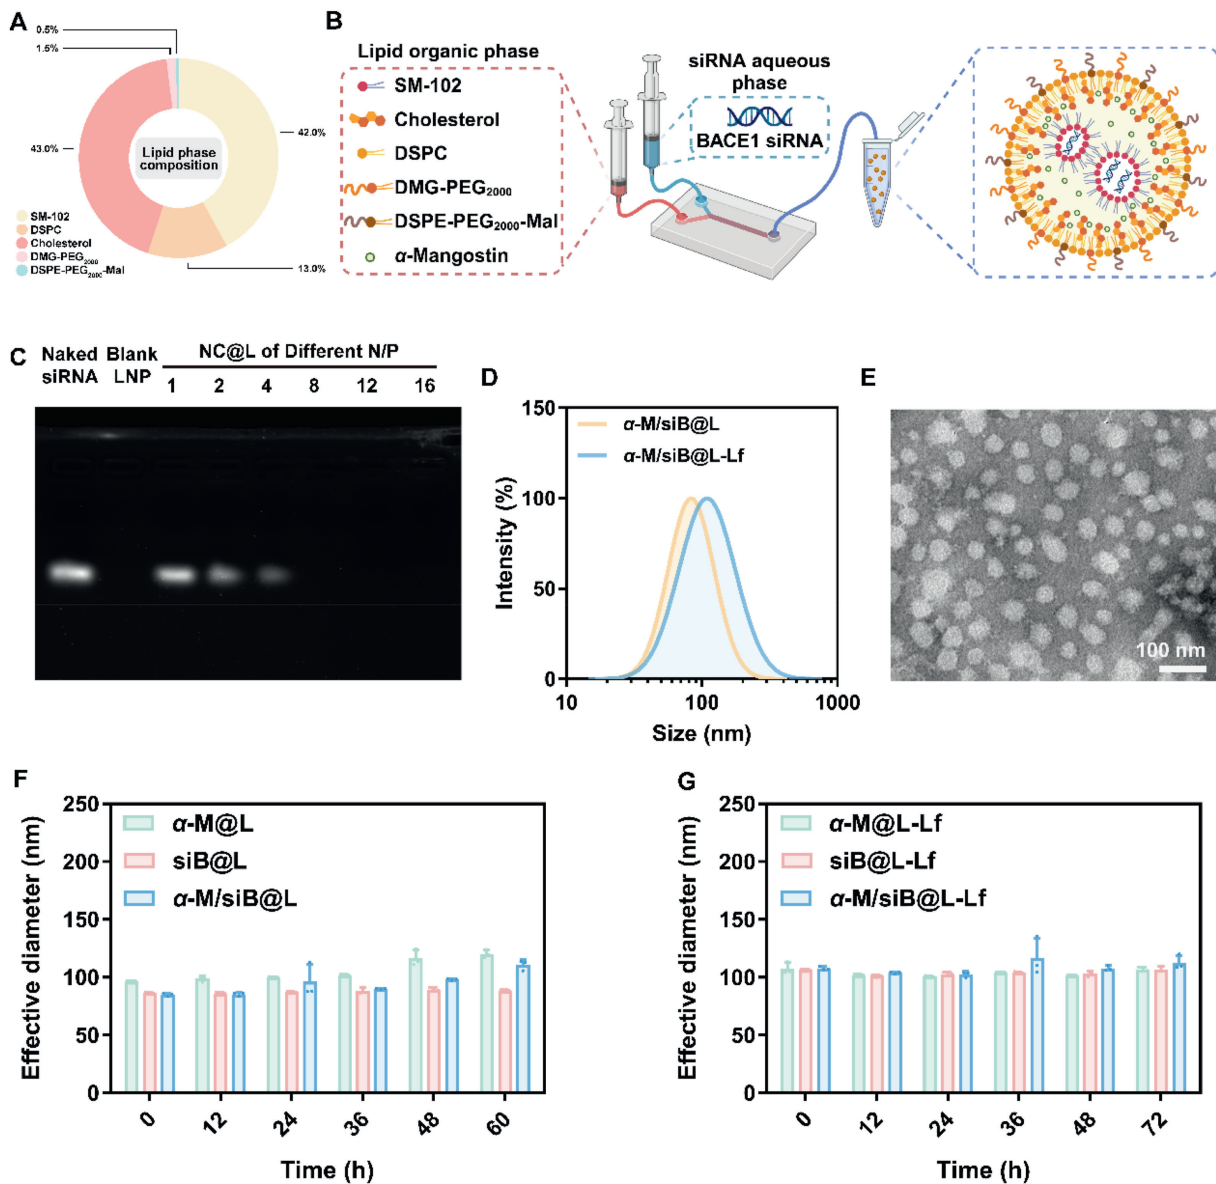 A
0.5%
1.5%
42.0%
43.0%
13.0%
Lipid phase
composition
SM-102
DSPC
Cholesterol
DMG-PEG2000
DSPE-PEG2000-Mal
B
Lipid organic phase
SM-102
Cholesterol
DSPC
DMG-PEG2000
DSPE-PEG2000-Mal
α-Mangostin
siRNA aqueous
phase
BACE1 siRNA
C
Naked
siRNA
Blank
LNP
NC@L of Different N/P
1 2 4 8 12 16
D
α-M/siB@L
α-M/siB@L-Lf
150
100
50
0
Intensity (%)
10 100 1000
Size (nm)
E
100 nm
F
α-M@L
siB@L
α-M/siB@L
250
200
150
100
50
0
Effective diameter (nm)
0 12 24 36 48 60
Time (h)
G
α-M@L-Lf
siB@L-Lf
α-M/siB@L-Lf
250
200
150
100
50
0
Effective diameter (nm)
0 12 24 36 48 72
Time (h)